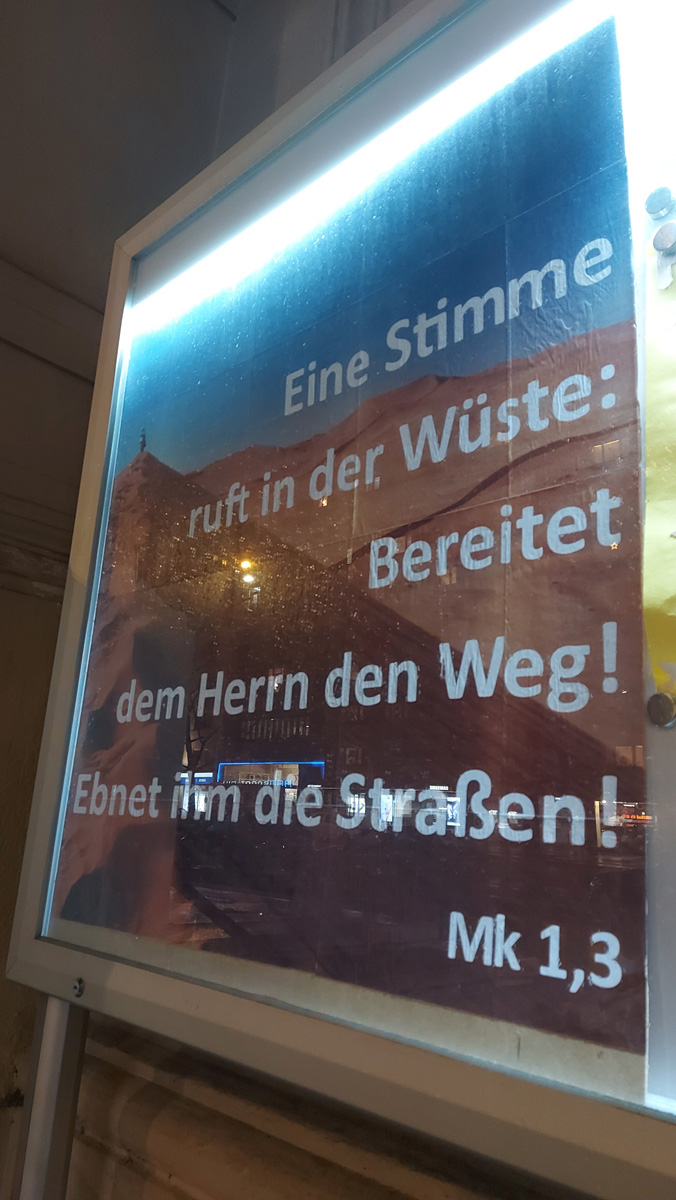 Eine Stimme
ruft in der Wüste:
Bereitet
dem Herrn den Weg!
Ebnet ihm die Straßen!
Mk 1,3